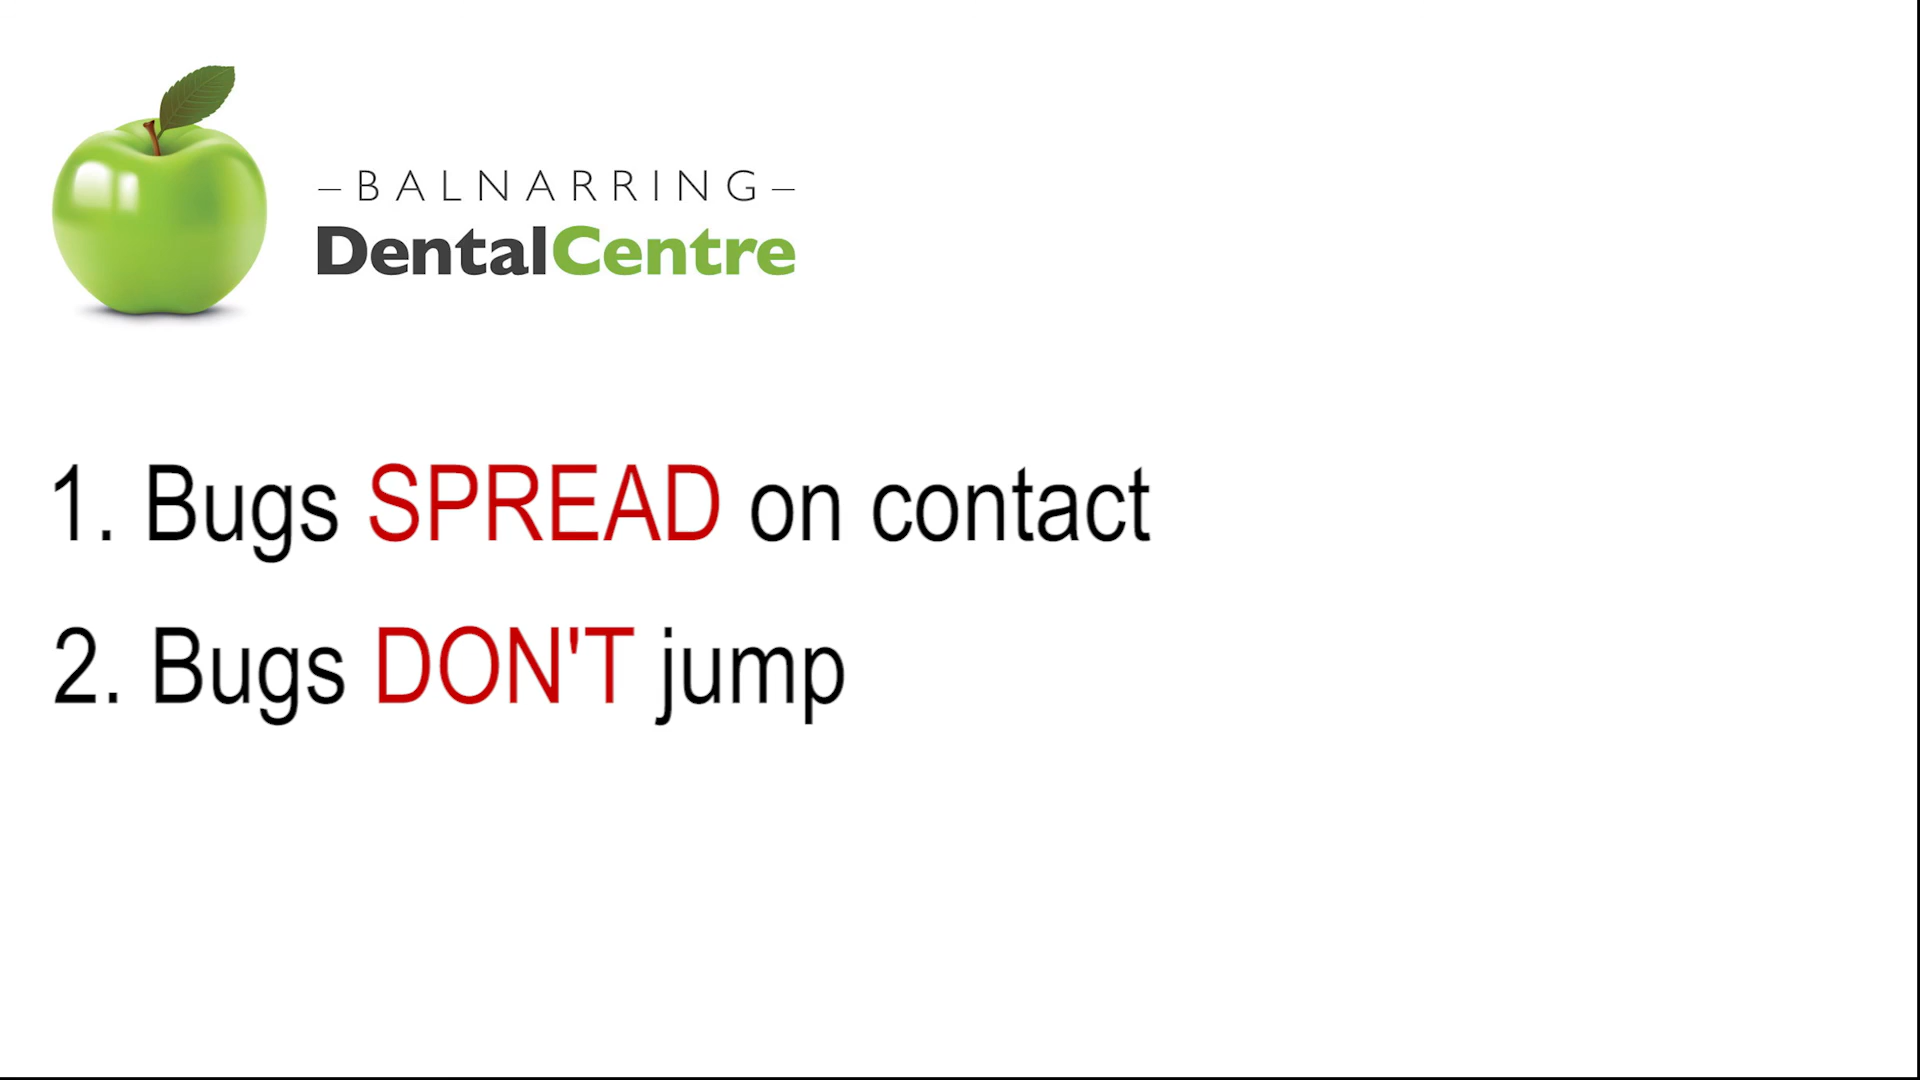 –BALNARRING–
DentalCentre
1. Bugs SPREAD on contact
2. Bugs DON'T jump